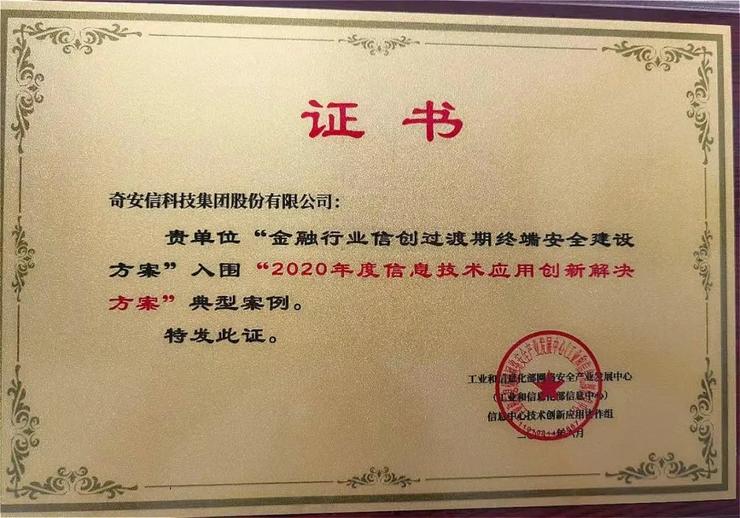 证书
奇安信科技集团股份有限公司：
贵单位“金融行业信创过渡期终端安全建设
方案”入围“2020年度信息技术应用创新解决
方案”典型案例。
特发此证。
工业和信息化部网络安全产业发展中心
（工业和信息化部信息中心）
信息中心技术创新应用协作组